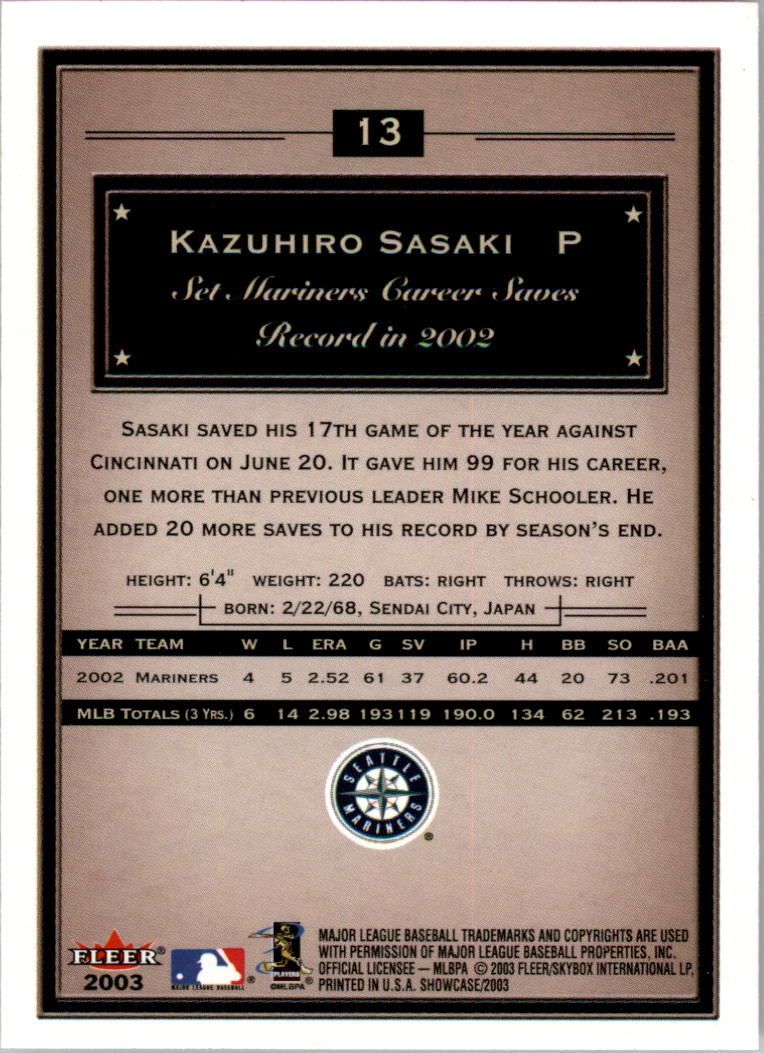 13
KAZUHIRO SASAKI P
Set Mariners Career Saves
Record in 2002
SASAKI SAVED HIS 17TH GAME OF THE YEAR AGAINST
CINCINNATI ON JUNE 20. IT GAVE HIM 99 FOR HIS CAREER,
ONE MORE THAN PREVIOUS LEADER MIKE SCHOOLER. HE
ADDED 20 MORE SAVES TO HIS RECORD BY SEASON'S END.
HEIGHT: 6'4" WEIGHT: 220 BATS: RIGHT THROWS: RIGHT
BORN: 2/22/68, SENDAI CITY, JAPAN
YEAR TEAM W L ERA G SV IP H BB SO BAA
2002 MARINERS 4 5 2.52 61 37 60.2 44 20 73 .201
MLB TOTALS (3 YRS.) 6 14 2.98 193 119 190.0 134 62 213 .193
SEATTLE
MARINERS
®
FLEER®
2003
MAJOR LEAGUE BASEBALL®
PLAYERS
©MLBPA®
MAJOR LEAGUE BASEBALL TRADEMARKS AND COPYRIGHTS ARE USED
WITH PERMISSION OF MAJOR LEAGUE BASEBALL PROPERTIES, INC.
OFFICIAL LICENSEE — MLBPA © 2003 FLEER/SKYBOX INTERNATIONAL LP,
PRINTED IN U.S.A. SHOWCASE/2003